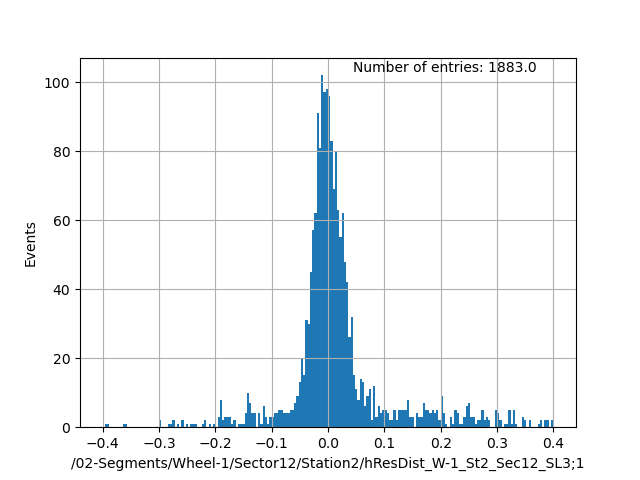 Number of entries: 1883.0
100
80
60
40
20
0
Events
−0.4 −0.3 −0.2 −0.1 0.0 0.1 0.2 0.3 0.4
/02-Segments/Wheel-1/Sector12/Station2/hResDist_W-1_St2_Sec12_SL3;1